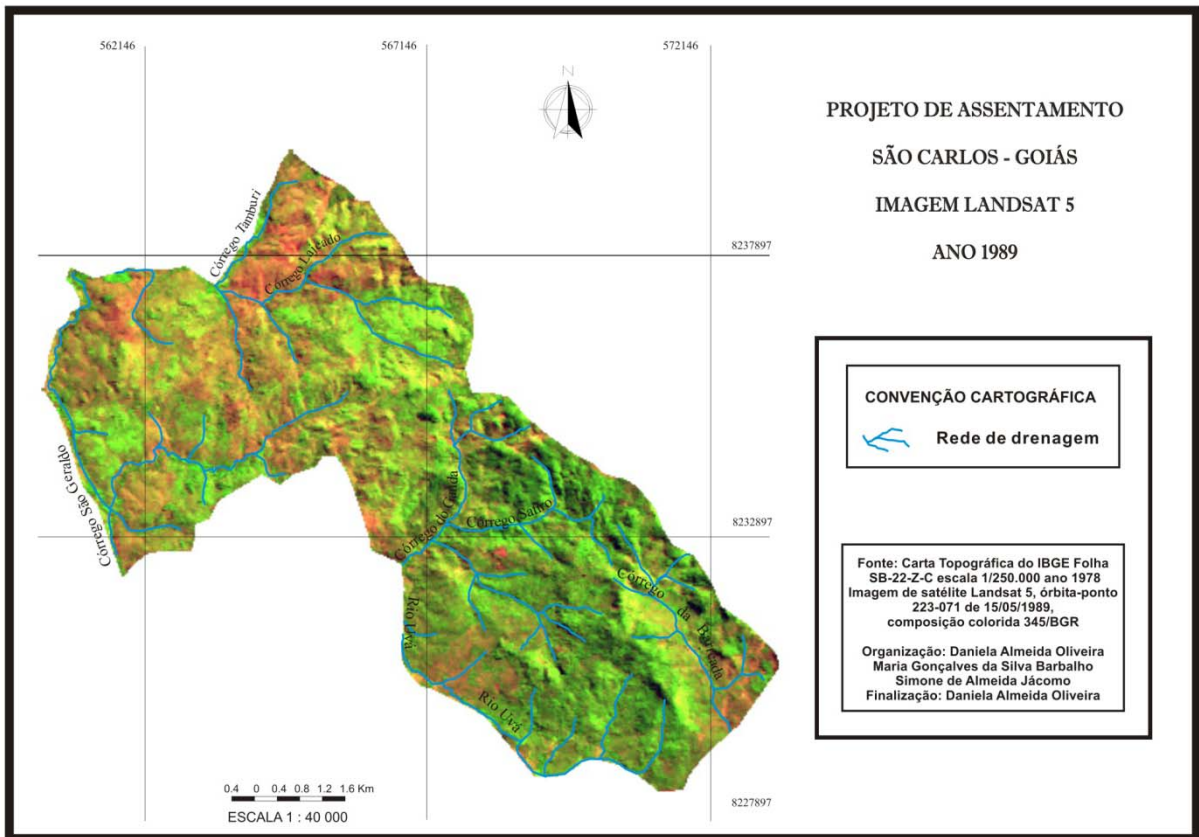 562146
567146
572146
N
PROJETO DE ASSENTAMENTO
SÃO CARLOS - GOIÁS
IMAGEM LANDSAT 5
ANO 1989
Córrego Tamburi
Córrego Lajeado
8237897
CONVENÇÃO CARTOGRÁFICA
Rede de drenagem
Córrego São Geraldo
Córrego do
Córrego Salino
8232897
Córrego da Barreada
Rio Uvá
Rio Uvá
Fonte: Carta Topográfica do IBGE Folha
SB-22-Z-C escala 1/250.000 ano 1978
Imagem de satélite Landsat 5, órbita-ponto
223-071 de 15/05/1989,
composição colorida 345/BGR
Organização: Daniela Almeida Oliveira
Maria Gonçalves da Silva Barbalho
Simone de Almeida Jácomo
Finalização: Daniela Almeida Oliveira
0.4 0 0.4 0.8 1.2 1.6 Km
ESCALA 1 : 40 000
8227897